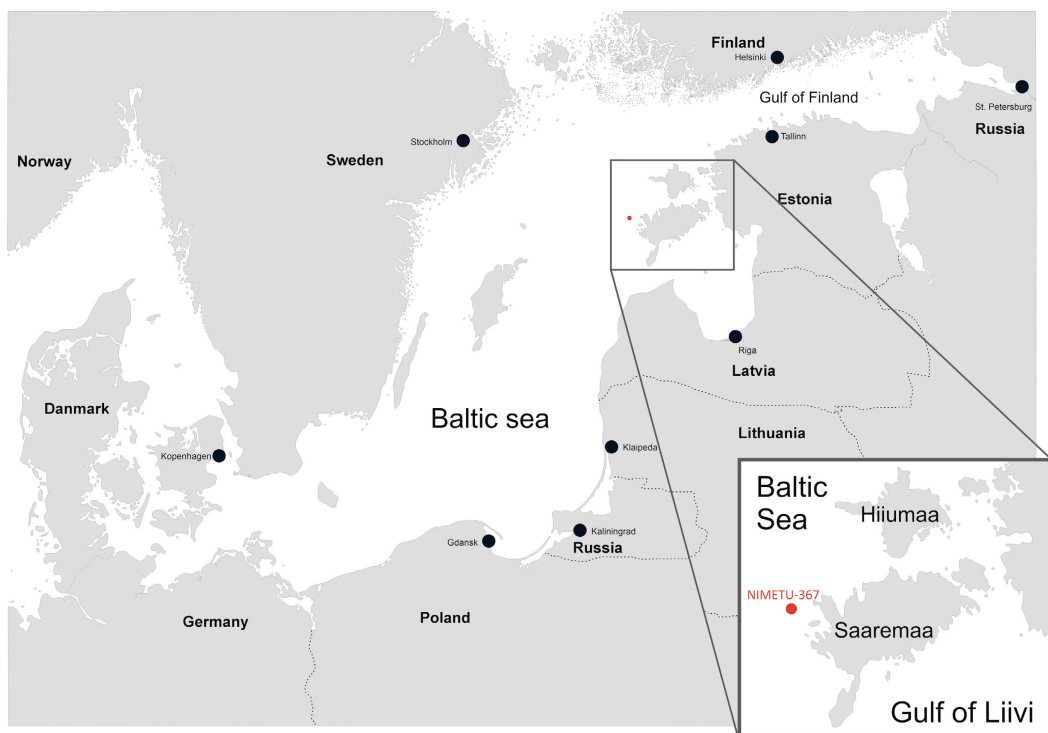 Finland
Helsinki
Gulf of Finland
St. Petersburg
Russia
Tallinn
Stockholm
Norway
Sweden
Estonia
Riga
Latvia
Danmark
Baltic sea
Lithuania
Klaipeda
Kopenhagen
Kaliningrad
Gdansk
Russia
Germany
Poland
Baltic
Sea
Hiiumaa
NIMETU-367
Saaremaa
Gulf of Liivi